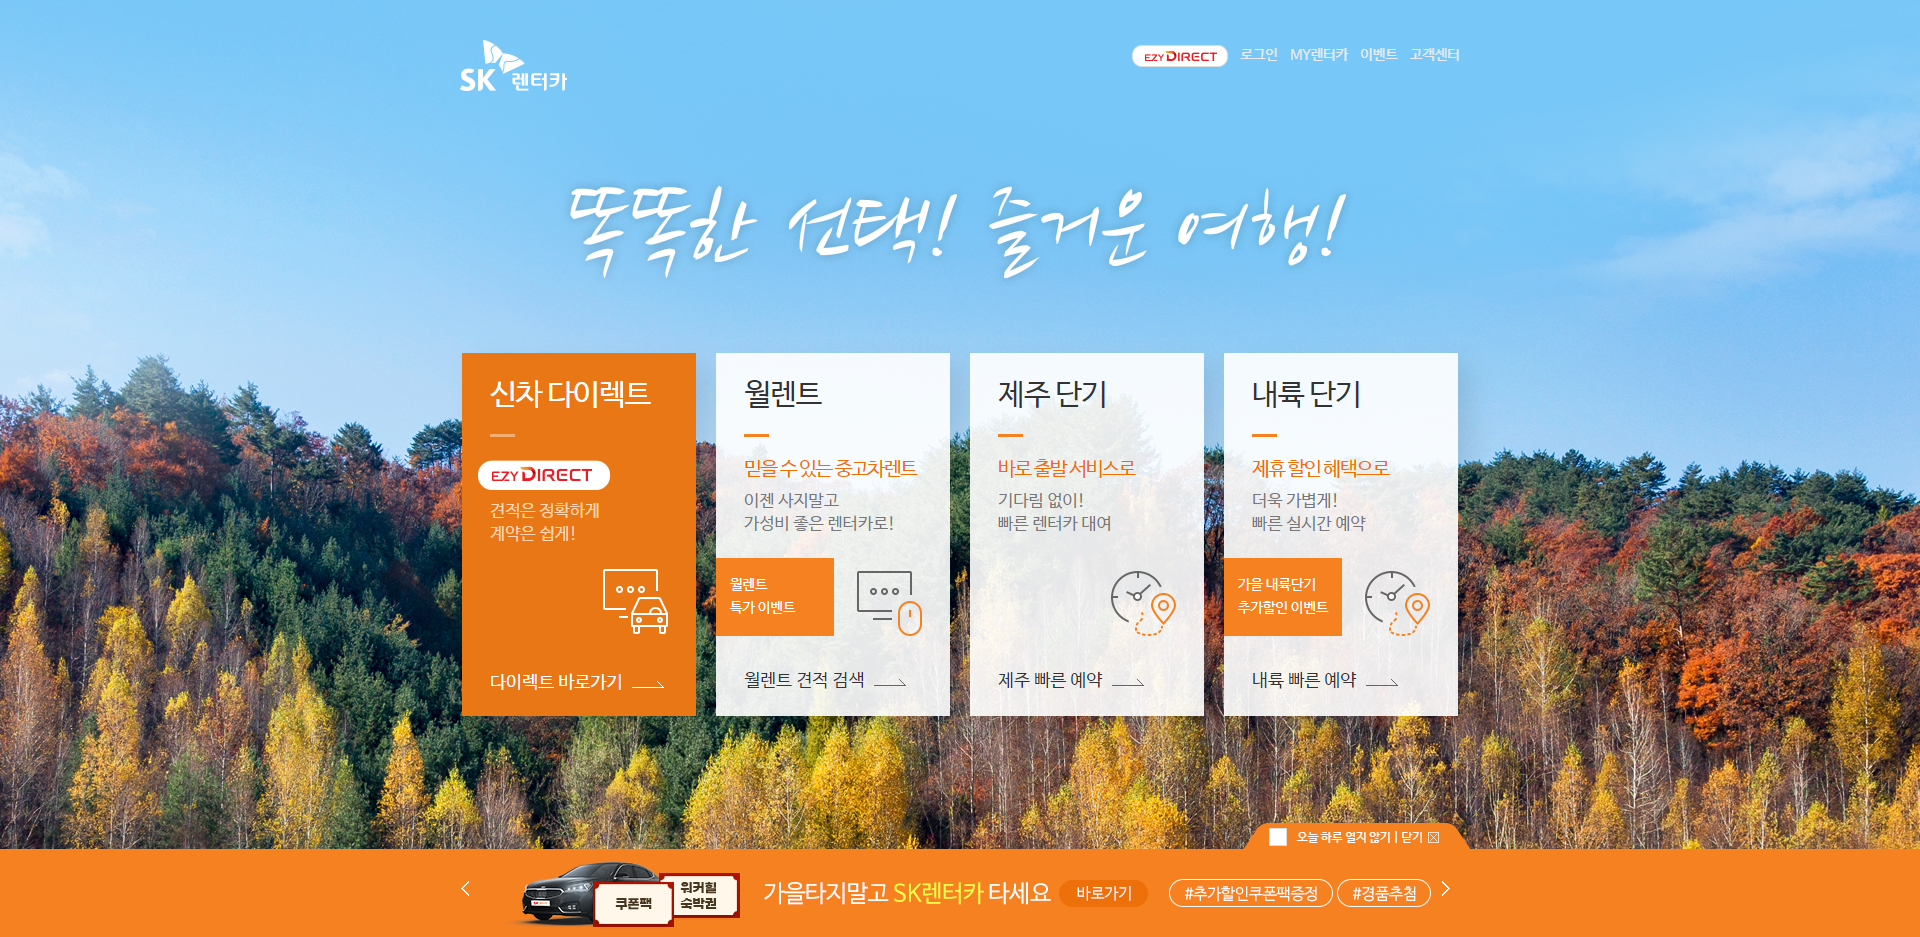 SK 렌터카
EZY DIRECT 로그인 MY렌터카 이벤트 고객센터
똑똑한 선택! 즐거운 여행!
신차 다이렉트
EZY DIRECT
견적은 정확하게
계약은 쉽게!
다이렉트 바로가기
월렌트
믿을 수 있는 중고차렌트
이젠 사지말고
가성비 좋은 렌터카로!
월렌트
특가 이벤트
월렌트 견적 검색
제주 단기
바로 출발 서비스로
기다림 없이!
빠른 렌터카 대여
제주 빠른 예약
내륙 단기
제휴 할인 혜택으로
더욱 가볍게!
빠른 실시간 예약
가을 내륙단기
추가할인 이벤트
내륙 빠른 예약
오늘 하루 열지 않기 | 닫기
쿠폰팩
워커힐
숙박권
가을타지말고 SK렌터카 타세요 바로가기 #추가할인쿠폰팩증정 #경품추첨